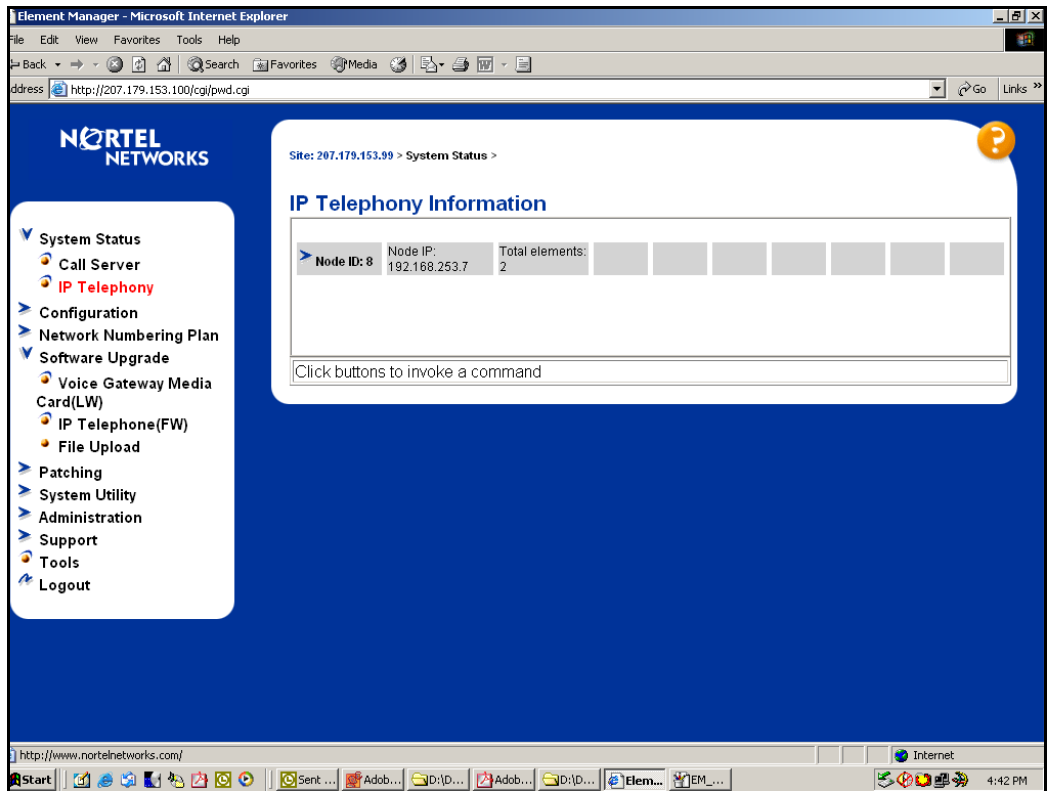 Element Manager - Microsoft Internet Explorer
File Edit View Favorites Tools Help
Back Search Favorites Media
ddress http://207.179.153.100/cgi/pwd.cgi Go Links »
NORTEL
NETWORKS
Site: 207.179.153.99 > System Status >
IP Telephony Information
Node ID: 8
Node IP:
192.168.253.7
Total elements:
2
Click buttons to invoke a command
System Status
Call Server
IP Telephony
Configuration
Network Numbering Plan
Software Upgrade
Voice Gateway Media
Card(LW)
IP Telephone(FW)
File Upload
Patching
System Utility
Administration
Support
Tools
Logout
http://www.nortelnetworks.com/ Internet
Start Sent ... Adob... D:\D... Adob... D:\D... Elem... EM_... 4:42 PM